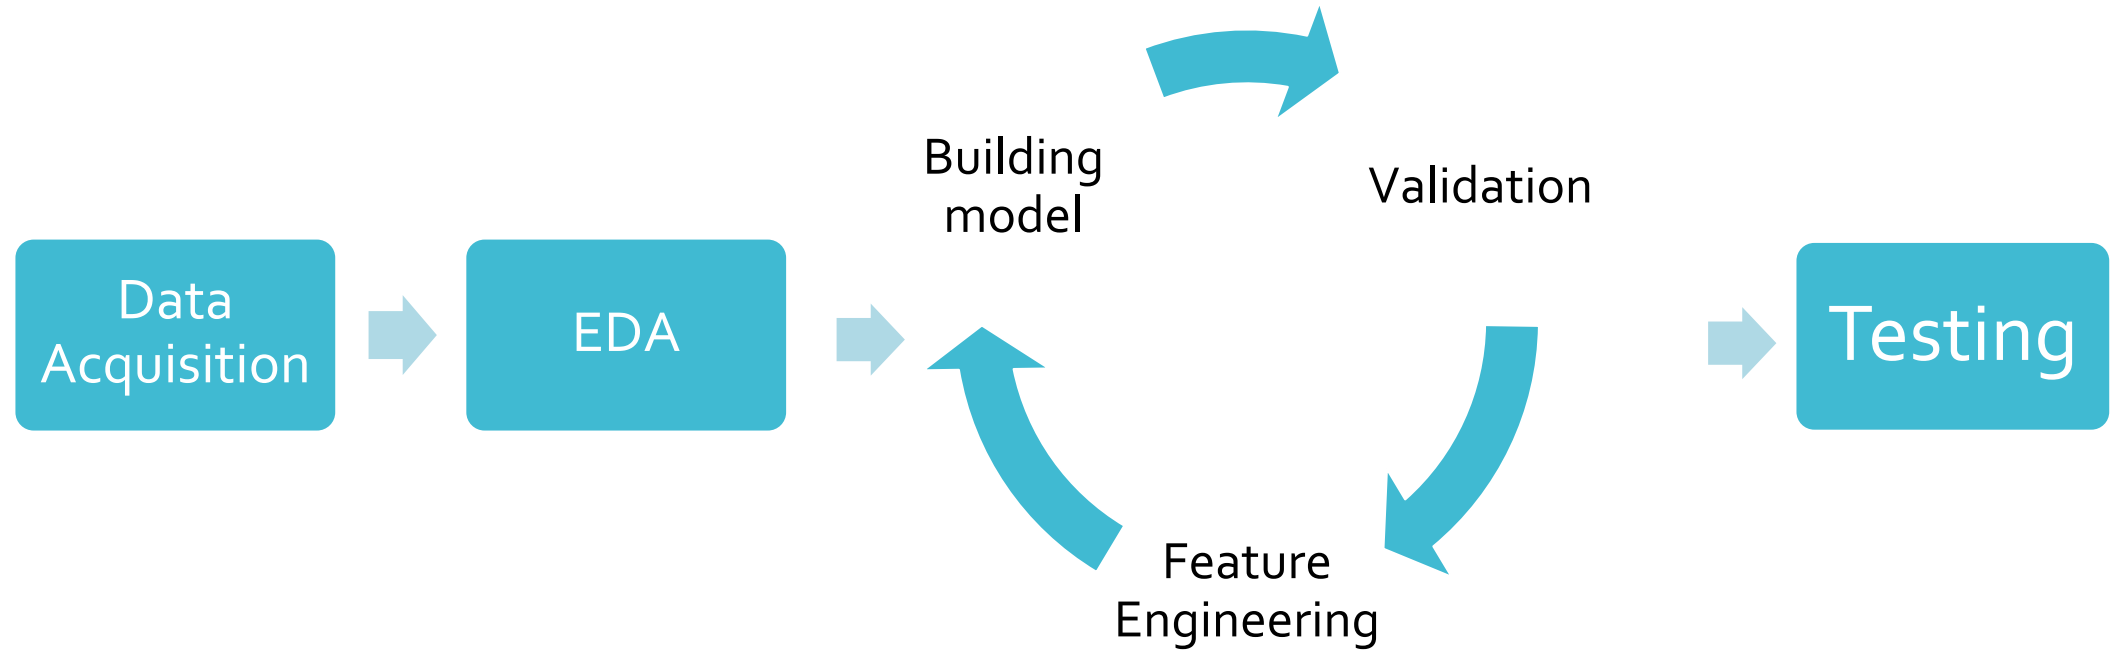 Data
Acquisition
EDA
Building
model
Validation
Feature
Engineering
Testing